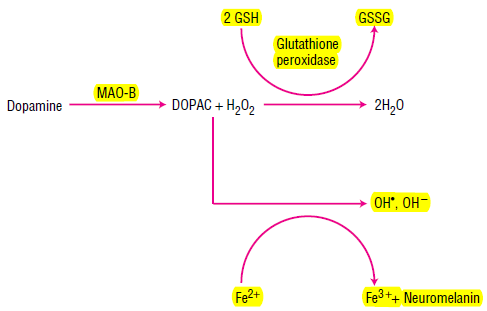 2 GSH
GSSG
Glutathione
peroxidase
MAO-B
Dopamine
DOPAC + H₂O₂
2H₂O
OH•, OH⁻
Fe²⁺
Fe³⁺+ Neuromelanin